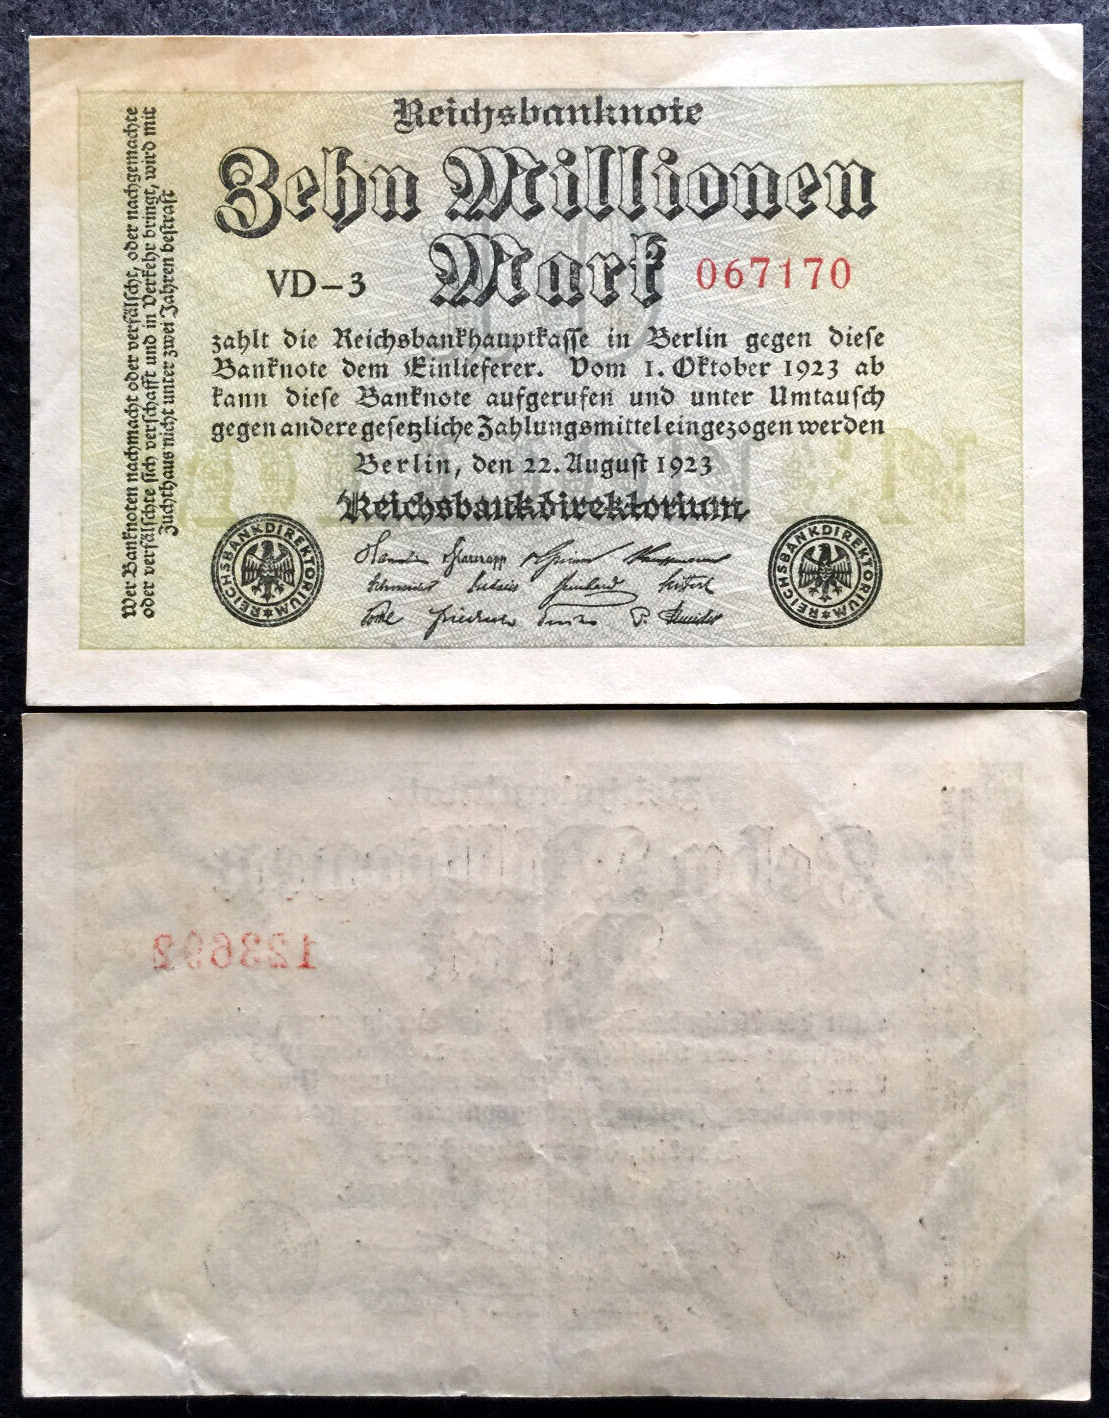 Reichsbanknote
Zehn Millionen
Mark
VD-3
067170
zahlt die Reichsbankhauptkasse in Berlin gegen diese
Banknote dem Einlieferer. Vom 1. Oktober 1923 ab
kann diese Banknote aufgerufen und unter Umtausch
gegen andere gesetzliche Zahlungsmittel eingezogen werden
Berlin, den 22. August 1923
Reichsbankdirektorium
REICHSBANKDIREKTORIUM
REICHSBANKDIREKTORIUM
Wer Banknoten nachmacht oder verfälscht, oder nachgemachte
oder verfälschte sich verschafft und in Verkehr bringt, wird mit
Zuchthaus nicht unter zwei Jahren bestraft
123692